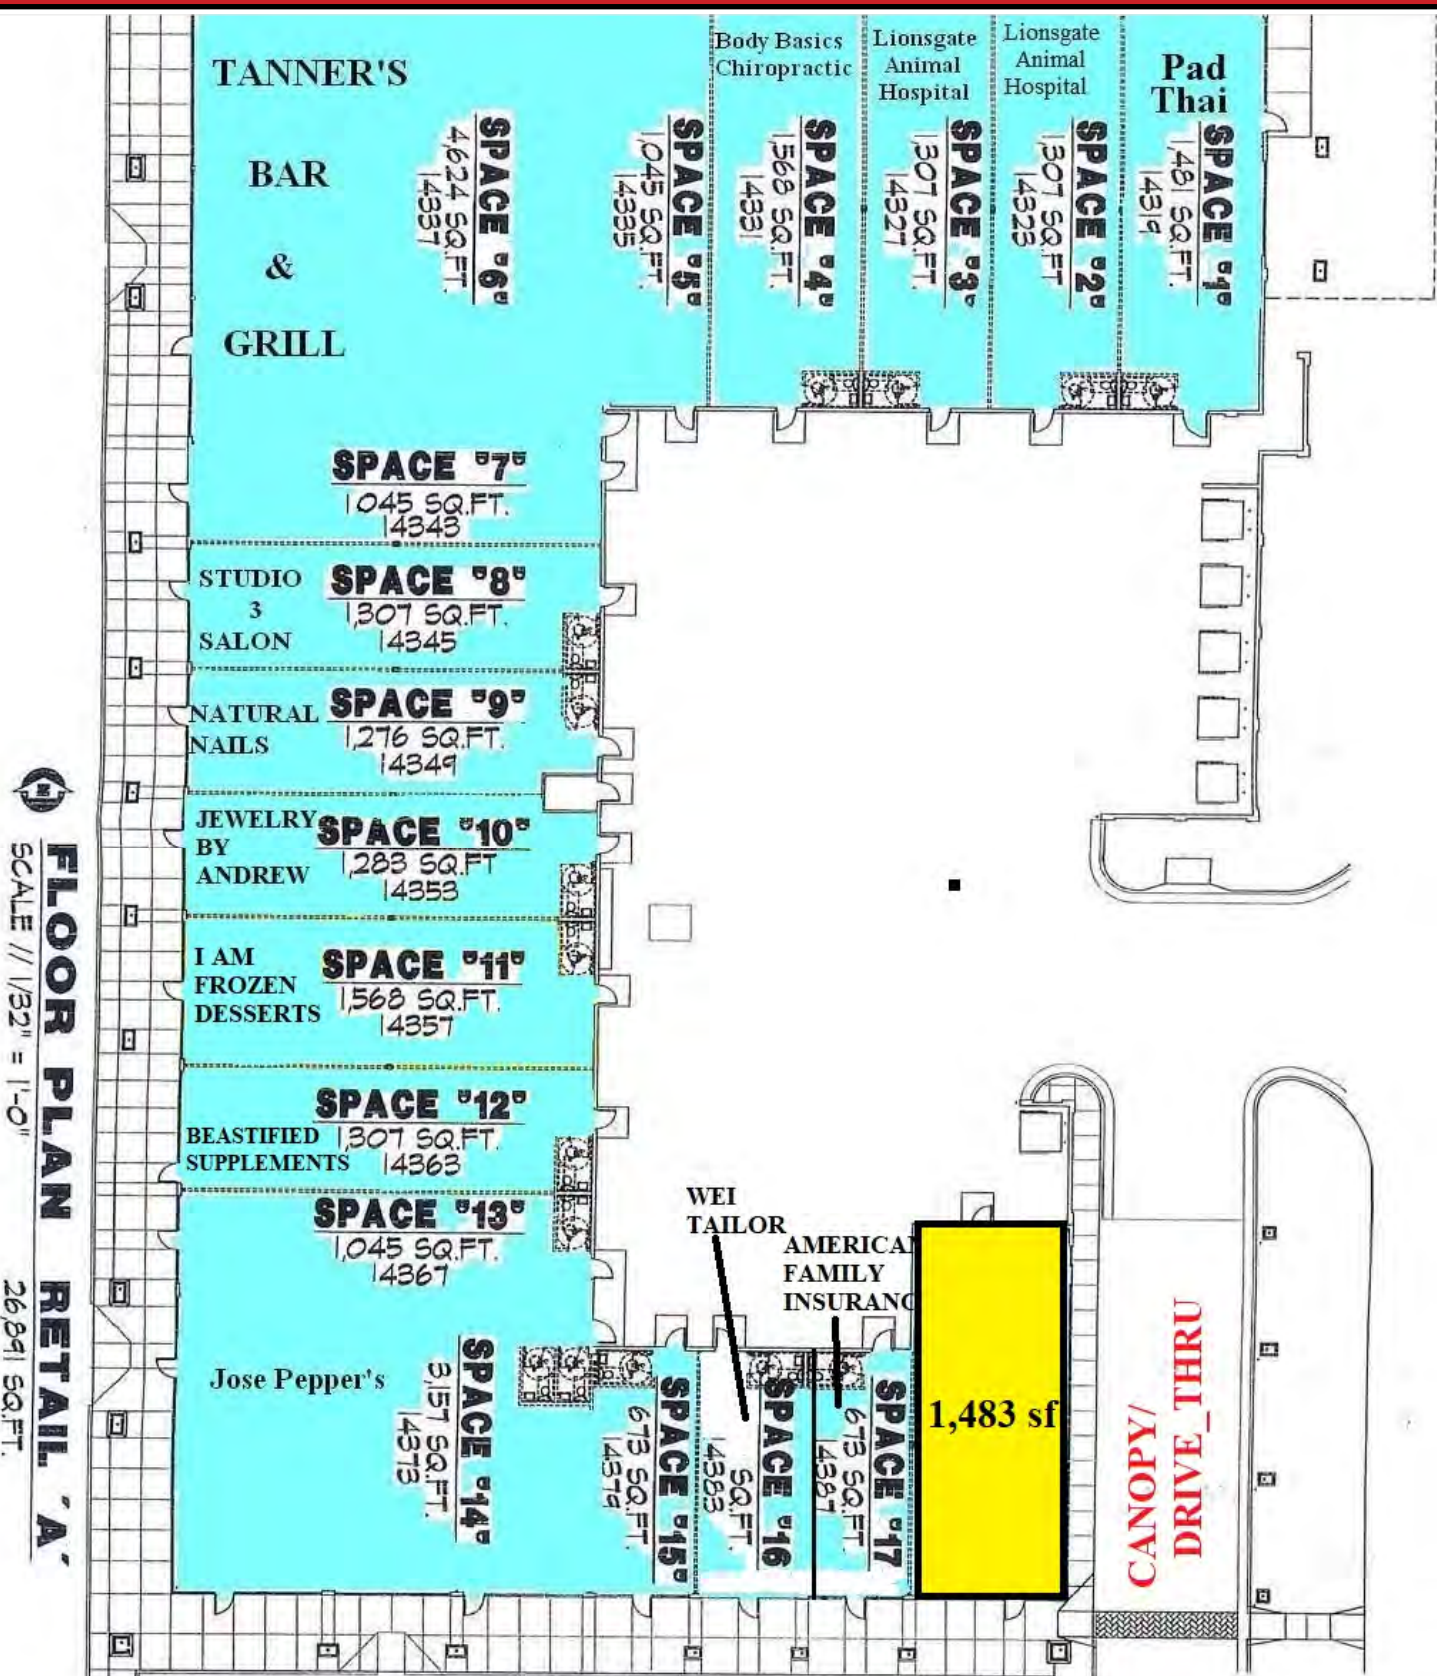 TANNER'S
BAR
&
GRILL
SPACE "6"
4,624 SQ.FT.
14337
SPACE "5"
1,045 SQ.FT.
14335
Body Basics
Chiropractic
SPACE "4"
1,568 SQ.FT.
14331
Lionsgate
Animal
Hospital
SPACE "3"
1307 SQ.FT.
14327
Lionsgate
Animal
Hospital
SPACE "2"
1307 SQ.FT
14323
Pad
Thai
SPACE "1"
1,481 SQ.FT.
14319
SPACE "7"
1045 SQ.FT.
14343
STUDIO
3
SALON
SPACE "8"
1,307 SQ.FT.
14345
NATURAL
NAILS
SPACE "9"
1,276 SQ.FT.
14349
JEWELRY
BY
ANDREW
SPACE "10"
1,283 SQ.FT
14353
I AM
FROZEN
DESSERTS
SPACE "11"
1,568 SQ.FT.
14357
BEASTIFIED
SUPPLEMENTS
SPACE "12"
1,307 SQ.FT.
14363
SPACE "13"
1,045 SQ.FT.
14367
Jose Pepper's
SPACE "14"
3,157 SQ.FT.
14373
SPACE "15"
673 SQ.FT.
14379
WEI
TAILOR
SPACE "16
SQ.FT.
14383
AMERICAN
FAMILY
INSURANC
SPACE "17
673 SQ.FT.
14387
1,483 sf
CANOPY/
DRIVE_THRU
FLOOR PLAN RETAIL "A"
SCALE // 1/32" = 1'-0"
26,891 SQ.FT.